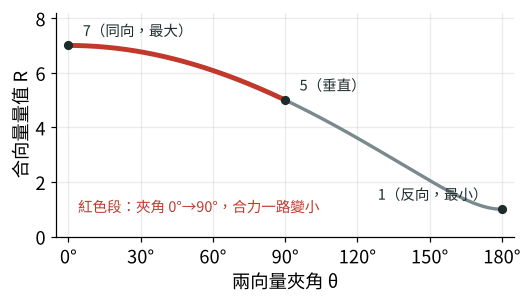 8
7（同向，最大）
6
5（垂直）
4
2
1（反向，最小）
紅色段：夾角 0°→90°，合力一路變小
0
0°
30°
60°
90°
120°
150°
180°
合向量量值 R
兩向量夾角 θ